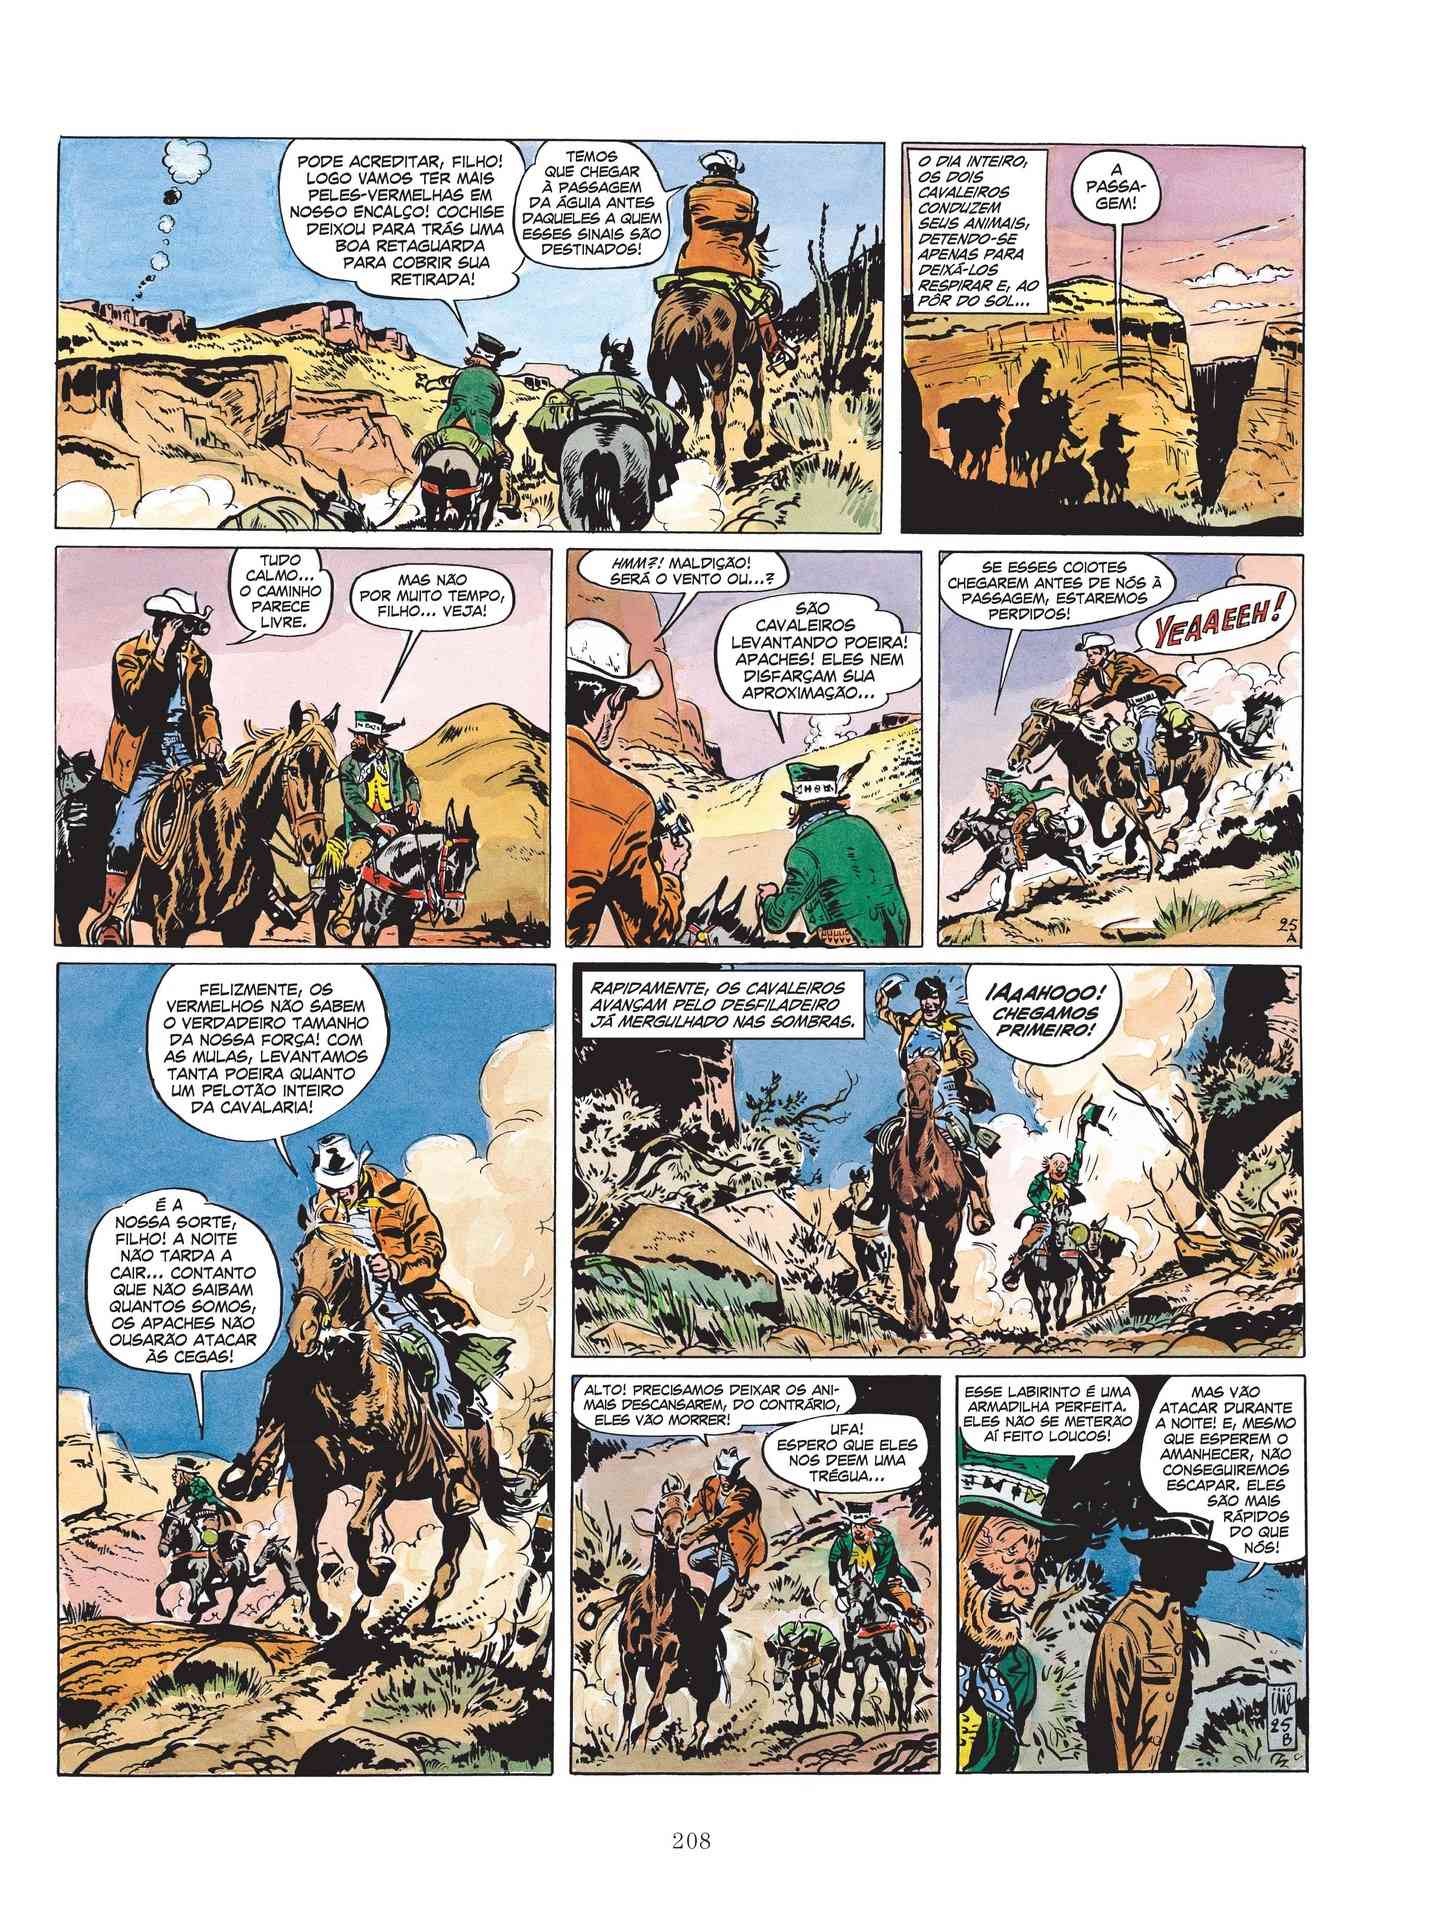 PODE ACREDITAR, FILHO!
LOGO VAMOS TER MAIS
PELES-VERMELHAS EM
NOSSO ENCALÇO! COCHISE
DEIXOU PARA TRÁS UMA
BOA RETAGUARDA
PARA COBRIR SUA
RETIRADA!
TEMOS
QUE CHEGAR
À PASSAGEM
DA ÁGUIA ANTES
DAQUELES A QUEM
ESSES SINAIS SÃO
DESTINADOS!
O DIA INTEIRO,
OS DOIS
CAVALEIROS
CONDUZEM
SEUS ANIMAIS,
DETENDO-SE
APENAS PARA
DEIXÁ-LOS
RESPIRAR E, AO
PÔR DO SOL...
A
PASSA-
GEM!
TUDO
CALMO...
O CAMINHO
PARECE
LIVRE.
MAS NÃO
POR MUITO TEMPO,
FILHO... VEJA!
HMM?! MALDIÇÃO!
SERÁ O VENTO OU...?
SÃO
CAVALEIROS
LEVANTANDO POEIRA!
APACHES! ELES NEM
DISFARÇAM SUA
APROXIMAÇÃO...
SE ESSES COIOTES
CHEGAREM ANTES DE NÓS À
PASSAGEM, ESTAREMOS
PERDIDOS!
YEAAEEH!
25
A
FELIZMENTE, OS
VERMELHOS NÃO SABEM
O VERDADEIRO TAMANHO
DA NOSSA FORÇA! COM
AS MULAS, LEVANTAMOS
TANTA POEIRA QUANTO
UM PELOTÃO INTEIRO
DA CAVALARIA!
É A
NOSSA SORTE,
FILHO! A NOITE
NÃO TARDA A
CAIR... CONTANTO
QUE NÃO SAIBAM
QUANTOS SOMOS,
OS APACHES NÃO
OUSARÃO ATACAR
ÀS CEGAS!
RAPIDAMENTE, OS CAVALEIROS
AVANÇAM PELO DESFILADEIRO
JÁ MERGULHADO NAS SOMBRAS.
IAAAHOOO!
CHEGAMOS
PRIMEIRO!
ALTO! PRECISAMOS DEIXAR OS ANI-
MAIS DESCANSAREM, DO CONTRÁRIO,
ELES VÃO MORRER!
UFA!
ESPERO QUE ELES
NOS DEEM UMA
TRÉGUA...
ESSE LABIRINTO É UMA
ARMADILHA PERFEITA.
ELES NÃO SE METERÃO
AÍ FEITO LOUCOS!
MAS VÃO
ATACAR DURANTE
A NOITE! E, MESMO
QUE ESPEREM O
AMANHECER, NÃO
CONSEGUIREMOS
ESCAPAR. ELES
SÃO MAIS
RÁPIDOS
DO QUE
NÓS!
25
B
208